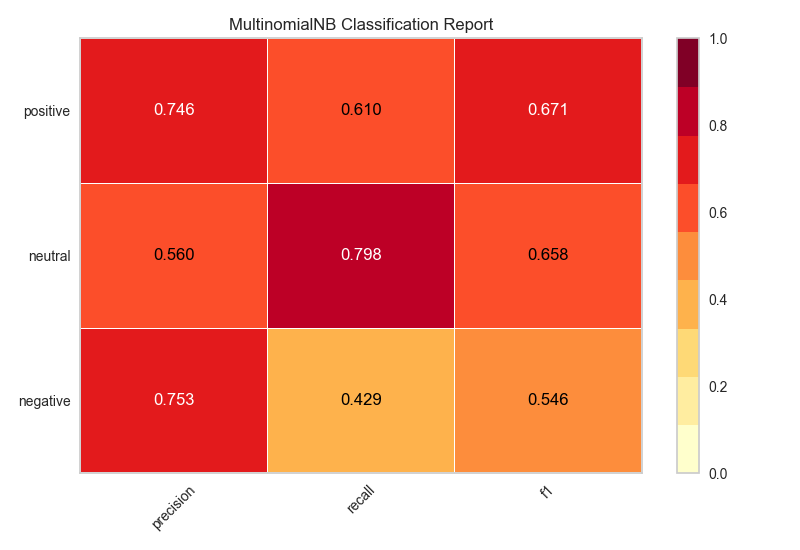 MultinomialNB Classification Report
positive 0.746 0.610 0.671
neutral 0.560 0.798 0.658
negative 0.753 0.429 0.546
precision recall f1
1.0
0.8
0.6
0.4
0.2
0.0